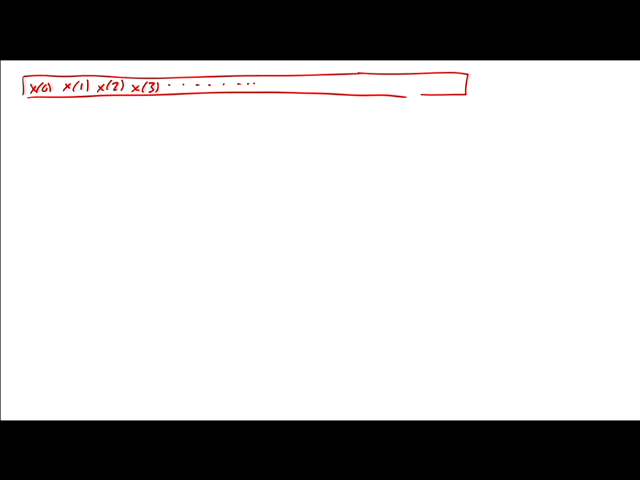 x(0) x(1) x(2) x(3) ........